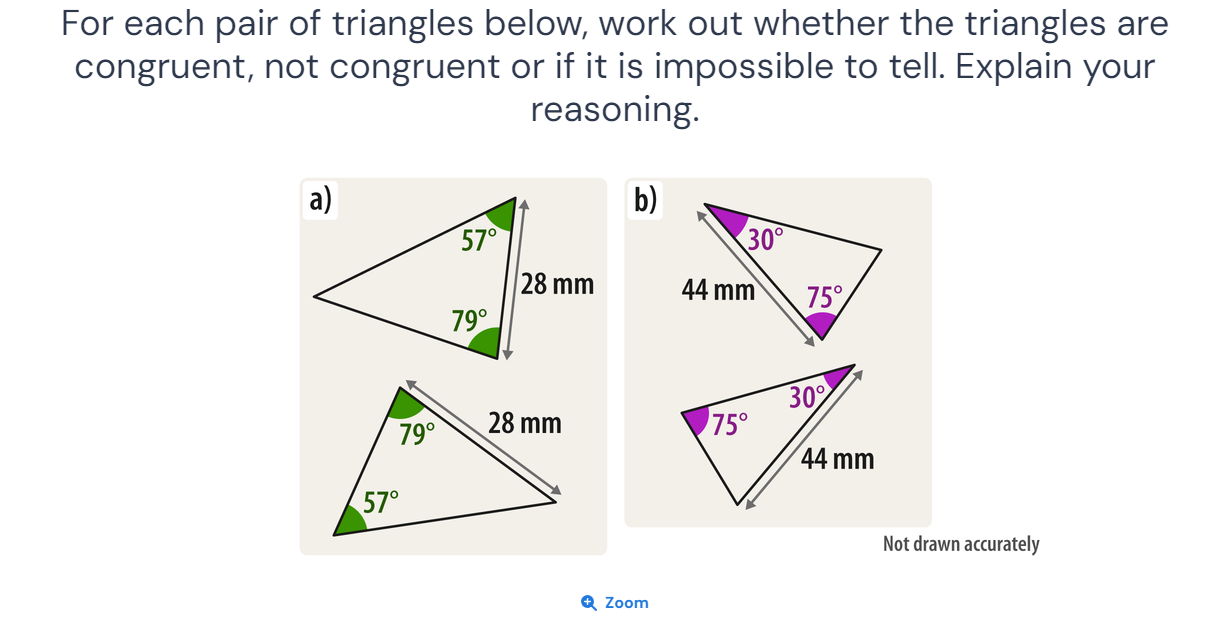 For each pair of triangles below, work out whether the triangles are
congruent, not congruent or if it is impossible to tell. Explain your
reasoning.
a)
57°
28 mm
79°
79°
28 mm
57°
b)
30°
44 mm
75°
30°
75°
44 mm
Not drawn accurately
Zoom